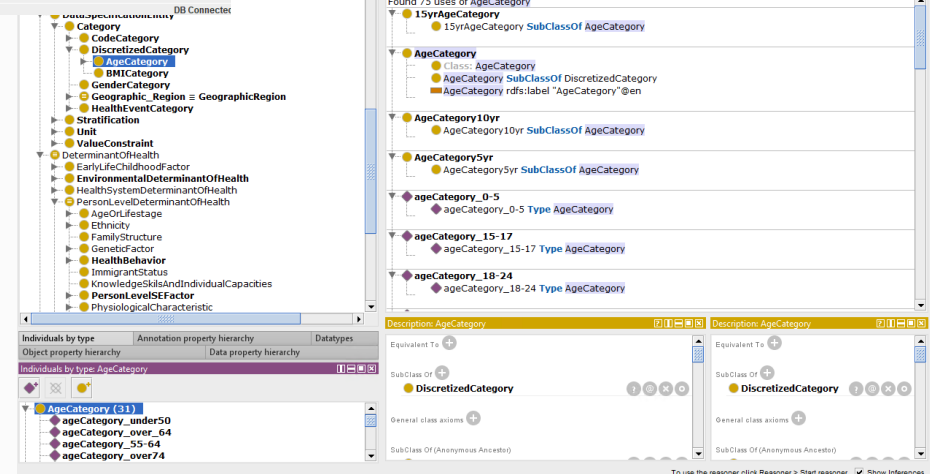 DB Connected
DataSpecificationEntity
Category
CodeCategory
DiscretizedCategory
AgeCategory
BMICategory
GenderCategory
Geographic_Region ≡ GeographicRegion
HealthEventCategory
Stratification
Unit
ValueConstraint
DeterminantOfHealth
EarlyLifeChildhoodFactor
EnvironmentalDeterminantOfHealth
HealthSystemDeterminantOfHealth
PersonLevelDeterminantOfHealth
AgeOrLifestage
Ethnicity
FamilyStructure
GeneticFactor
HealthBehavior
ImmigrantStatus
KnowledgeSkilsAndIndividualCapacities
PersonLevelSEFactor
PhysiologicalCharacteristic
Individuals by type Annotation property hierarchy Datatypes
Object property hierarchy Data property hierarchy
Individuals by type: AgeCategory
AgeCategory (31)
ageCategory_under50
ageCategory_over_64
ageCategory_55-64
ageCategory_over74
Found 75 uses of AgeCategory
15yrAgeCategory
15yrAgeCategory SubClassOf AgeCategory
AgeCategory
Class: AgeCategory
AgeCategory SubClassOf DiscretizedCategory
AgeCategory rdfs:label "AgeCategory"@en
AgeCategory10yr
AgeCategory10yr SubClassOf AgeCategory
AgeCategory5yr
AgeCategory5yr SubClassOf AgeCategory
ageCategory_0-5
ageCategory_0-5 Type AgeCategory
ageCategory_15-17
ageCategory_15-17 Type AgeCategory
ageCategory_18-24
ageCategory_18-24 Type AgeCategory
Description: AgeCategory
Equivalent To
SubClass Of
DiscretizedCategory
General class axioms
SubClass Of (Anonymous Ancestor)
Description: AgeCategory
Equivalent To
SubClass Of
DiscretizedCategory
General class axioms
SubClass Of (Anonymous Ancestor)
To use the reasoner click Reasoner > Start reasoner Show Inferences